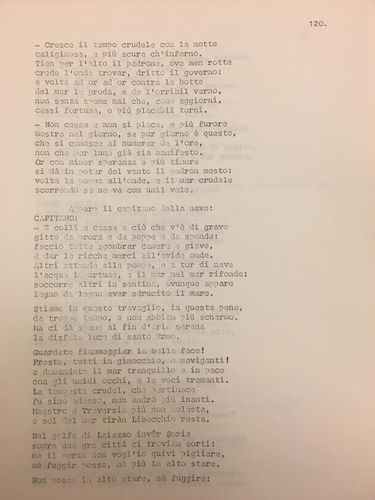 120.
- Cresce il tempo crudele con la notte
caliginosa, e più scura ch'inferno.
Tien per l'alto il padrone, ove men rotte
crede l'onde trovar, dritto il governo:
e volta ad or ad or contra le botte
del mar la proda, e de l'orribil verno,
non senza speme mai che, come aggiorni,
cessi fortuna, o più placabil torni.
- Non cessa e non si placa, e più furore
mostra nel giorno, se pur giorno è questo,
che si conosce al numerar de l'ore,
non che per lume già sia manifesto.
Or con minor speranza e più timore
si dà in poter del vento il padron mesto:
volta la poppa all'onde, e il mar crudele
scorrendo se ne va con umil vele.
Appare il capitano della nave:
CAPITANO:
- E colli e casse e ciò che v'è di grave
gitto da prora e da poppe e da sponde:
faccio tutte sgombrar camere e giave,
e dar le ricche merci all'avide onde.
Altri attende alle pompe, e a tor di nave
l'acque importune, e il mar nel mar rifonde:
soccorre altri in sentina, ovunque appare
legno da legno aver sdrucito il mare.
Stiamo in questo travaglio, in questa pena,
da troppo tempo, e non abbiam più schermo.
Ma ci dà speme al fin d'aria serena
la disïata luce di santo Ermo.
Guardate fiammeggiar la bella face!
Presto, tutti in ginocchio, o naviganti!
e domandate il mar tranquillo e in pace
con gli umidi occhi, e le voci tremanti.
La tempesta crudel, che pertinace
fu sino adesso, non andrà più inanti.
Maestro e Traversia più non molesta,
e sol del mar tiràn Libecchio resta.
Nel golfo di Laiazzo invêr Soria
sopra una gra città ci troviam sorti:
ma il porto non vogl'io quivi pigliare,
nè fuggir posso, nè più in alto stare.
Non posso in alto stare, nè fuggire: